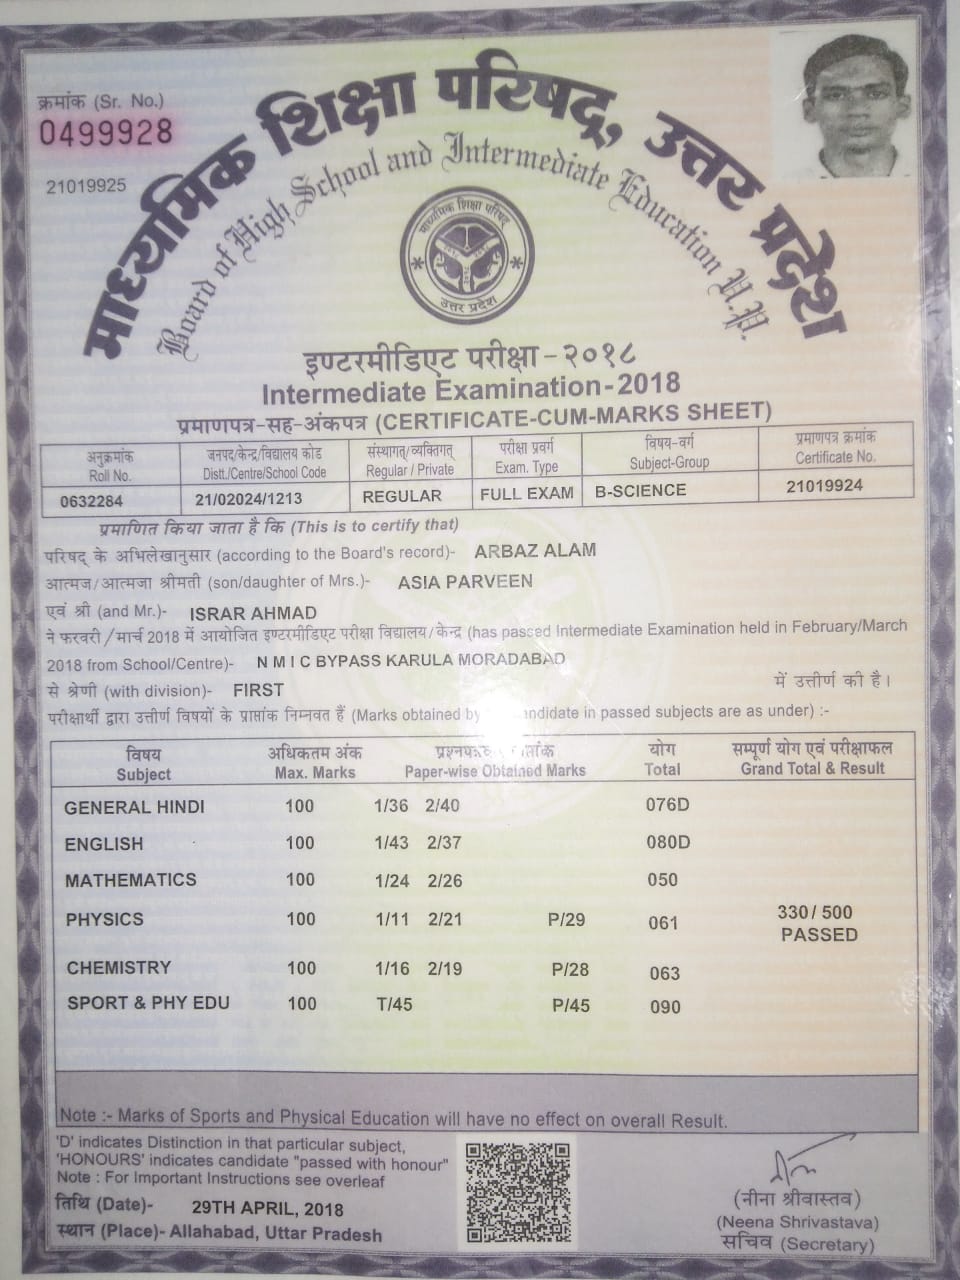 क्रमांक (Sr. No.)
0499928
21019925
माध्यमिक शिक्षा परिषद्, उत्तर प्रदेश
Board of High School and Intermediate Education U.P.
माध्यमिक शिक्षा परिषद्
उत्तर प्रदेश
इण्टरमीडिएट परीक्षा - २०१८
Intermediate Examination - 2018
प्रमाणपत्र-सह-अंकपत्र (CERTIFICATE-CUM-MARKS SHEET)
अनुक्रमांक जनपद/केन्द्र/विद्यालय कोड संस्थागत्/व्यक्तिगत् परीक्षा प्रवर्ग विषय-वर्ग प्रमाणपत्र क्रमांक
Roll No. Distt./Centre/School Code Regular / Private Exam. Type Subject-Group Certificate No.
0632284 21/02024/1213 REGULAR FULL EXAM B-SCIENCE 21019924
प्रमाणित किया जाता है कि (This is to certify that)
परिषद् के अभिलेखानुसार (according to the Board's record)- ARBAZ ALAM
आत्मज/आत्मजा श्रीमती (son/daughter of Mrs.)- ASIA PARVEEN
एवं श्री (and Mr.)- ISRAR AHMAD
ने फरवरी/मार्च 2018 में आयोजित इण्टरमीडिएट परीक्षा विद्यालय/केन्द्र (has passed Intermediate Examination held in February/March
2018 from School/Centre)- N M I C BYPASS KARULA MORADABAD
से श्रेणी (with division)- FIRST में उत्तीर्ण की है।
परीक्षार्थी द्वारा उत्तीर्ण विषयों के प्राप्तांक निम्नवत हैं (Marks obtained by candidate in passed subjects are as under) :-
विषय अधिकतम अंक योग सम्पूर्ण योग एवं परीक्षाफल
Subject Max. Marks Paper-wise Obtained Marks Total Grand Total & Result
GENERAL HINDI 100 1/36 2/40 076D
ENGLISH 100 1/43 2/37 080D
MATHEMATICS 100 1/24 2/26 050
PHYSICS 100 1/11 2/21 P/29 061 330/ 500
PASSED
CHEMISTRY 100 1/16 2/19 P/28 063
SPORT & PHY EDU 100 T/45 P/45 090
Note :- Marks of Sports and Physical Education will have no effect on overall Result.
'D' indicates Distinction in that particular subject,
'HONOURS' indicates candidate "passed with honour"
Note : For Important Instructions see overleaf
तिथि (Date)- 29TH APRIL, 2018
स्थान (Place)- Allahabad, Uttar Pradesh
(नीना श्रीवास्तव)
(Neena Shrivastava)
सचिव (Secretary)